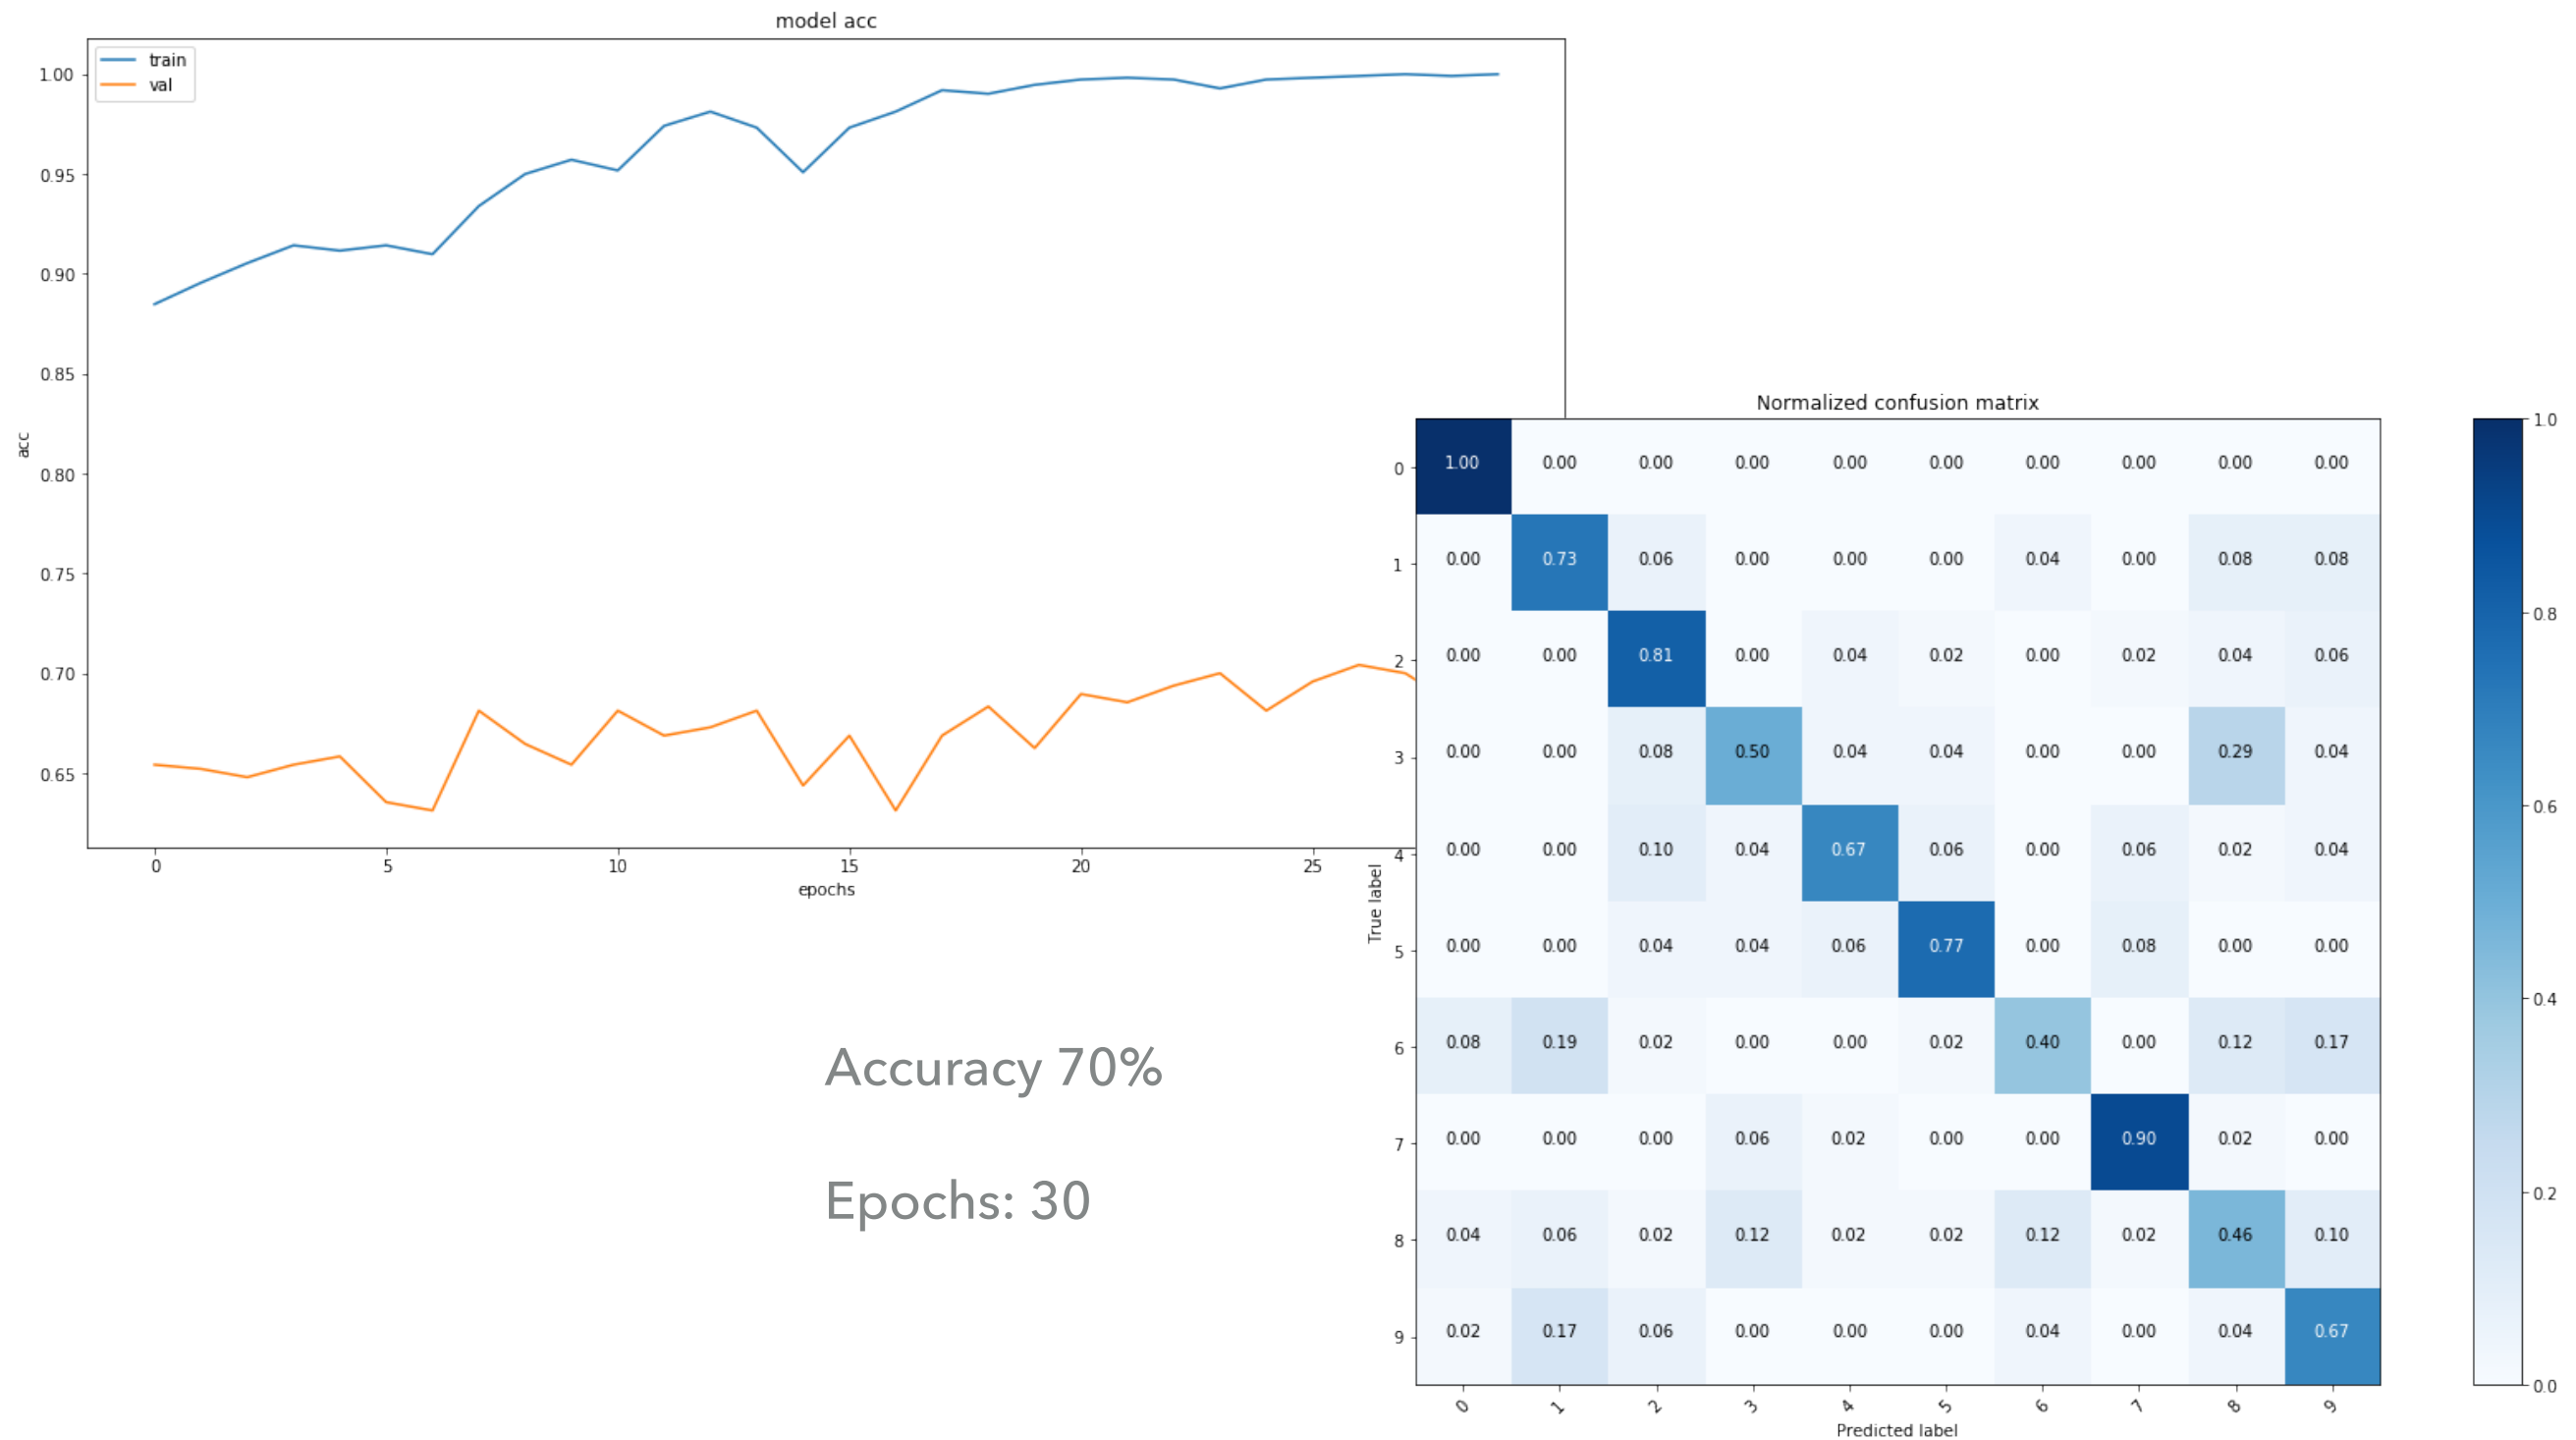 model acc
train
val
1.00
0.95
0.90
0.85
0.80
0.75
0.70
0.65
acc
0 5 10 15 20 25
epochs
Accuracy 70%
Epochs: 30
Normalized confusion matrix
0 1.00 0.00 0.00 0.00 0.00 0.00 0.00 0.00 0.00 0.00
1 0.00 0.73 0.06 0.00 0.00 0.00 0.04 0.00 0.08 0.08
2 0.00 0.00 0.81 0.00 0.04 0.02 0.00 0.02 0.04 0.06
3 0.00 0.00 0.08 0.50 0.04 0.04 0.00 0.00 0.29 0.04
4 0.00 0.00 0.10 0.04 0.67 0.06 0.00 0.06 0.02 0.04
5 0.00 0.00 0.04 0.04 0.06 0.77 0.00 0.08 0.00 0.00
6 0.08 0.19 0.02 0.00 0.00 0.02 0.40 0.00 0.12 0.17
7 0.00 0.00 0.00 0.06 0.02 0.00 0.00 0.90 0.02 0.00
8 0.04 0.06 0.02 0.12 0.02 0.02 0.12 0.02 0.46 0.10
9 0.02 0.17 0.06 0.00 0.00 0.00 0.04 0.00 0.04 0.67
True label
0 1 2 3 4 5 6 7 8 9
Predicted label
1.0
0.8
0.6
0.4
0.2
0.0